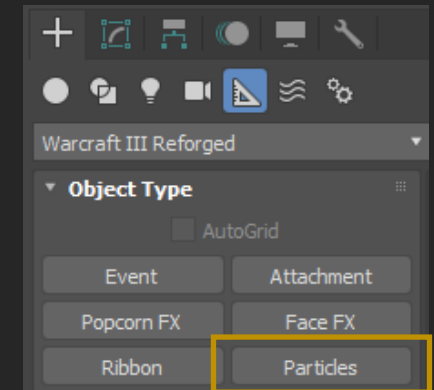 Warcraft III Reforged
Object Type
AutoGrid
Event Attachment
Popcorn FX Face FX
Ribbon Particles